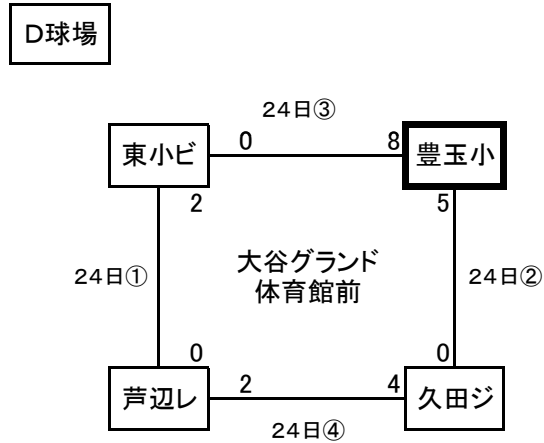 D球場
24日③
東小ビ
0
8
豊玉小
2
5
24日①
大谷グランド
体育館前
24日②
0
0
芦辺レ
2
4
久田ジ
24日④